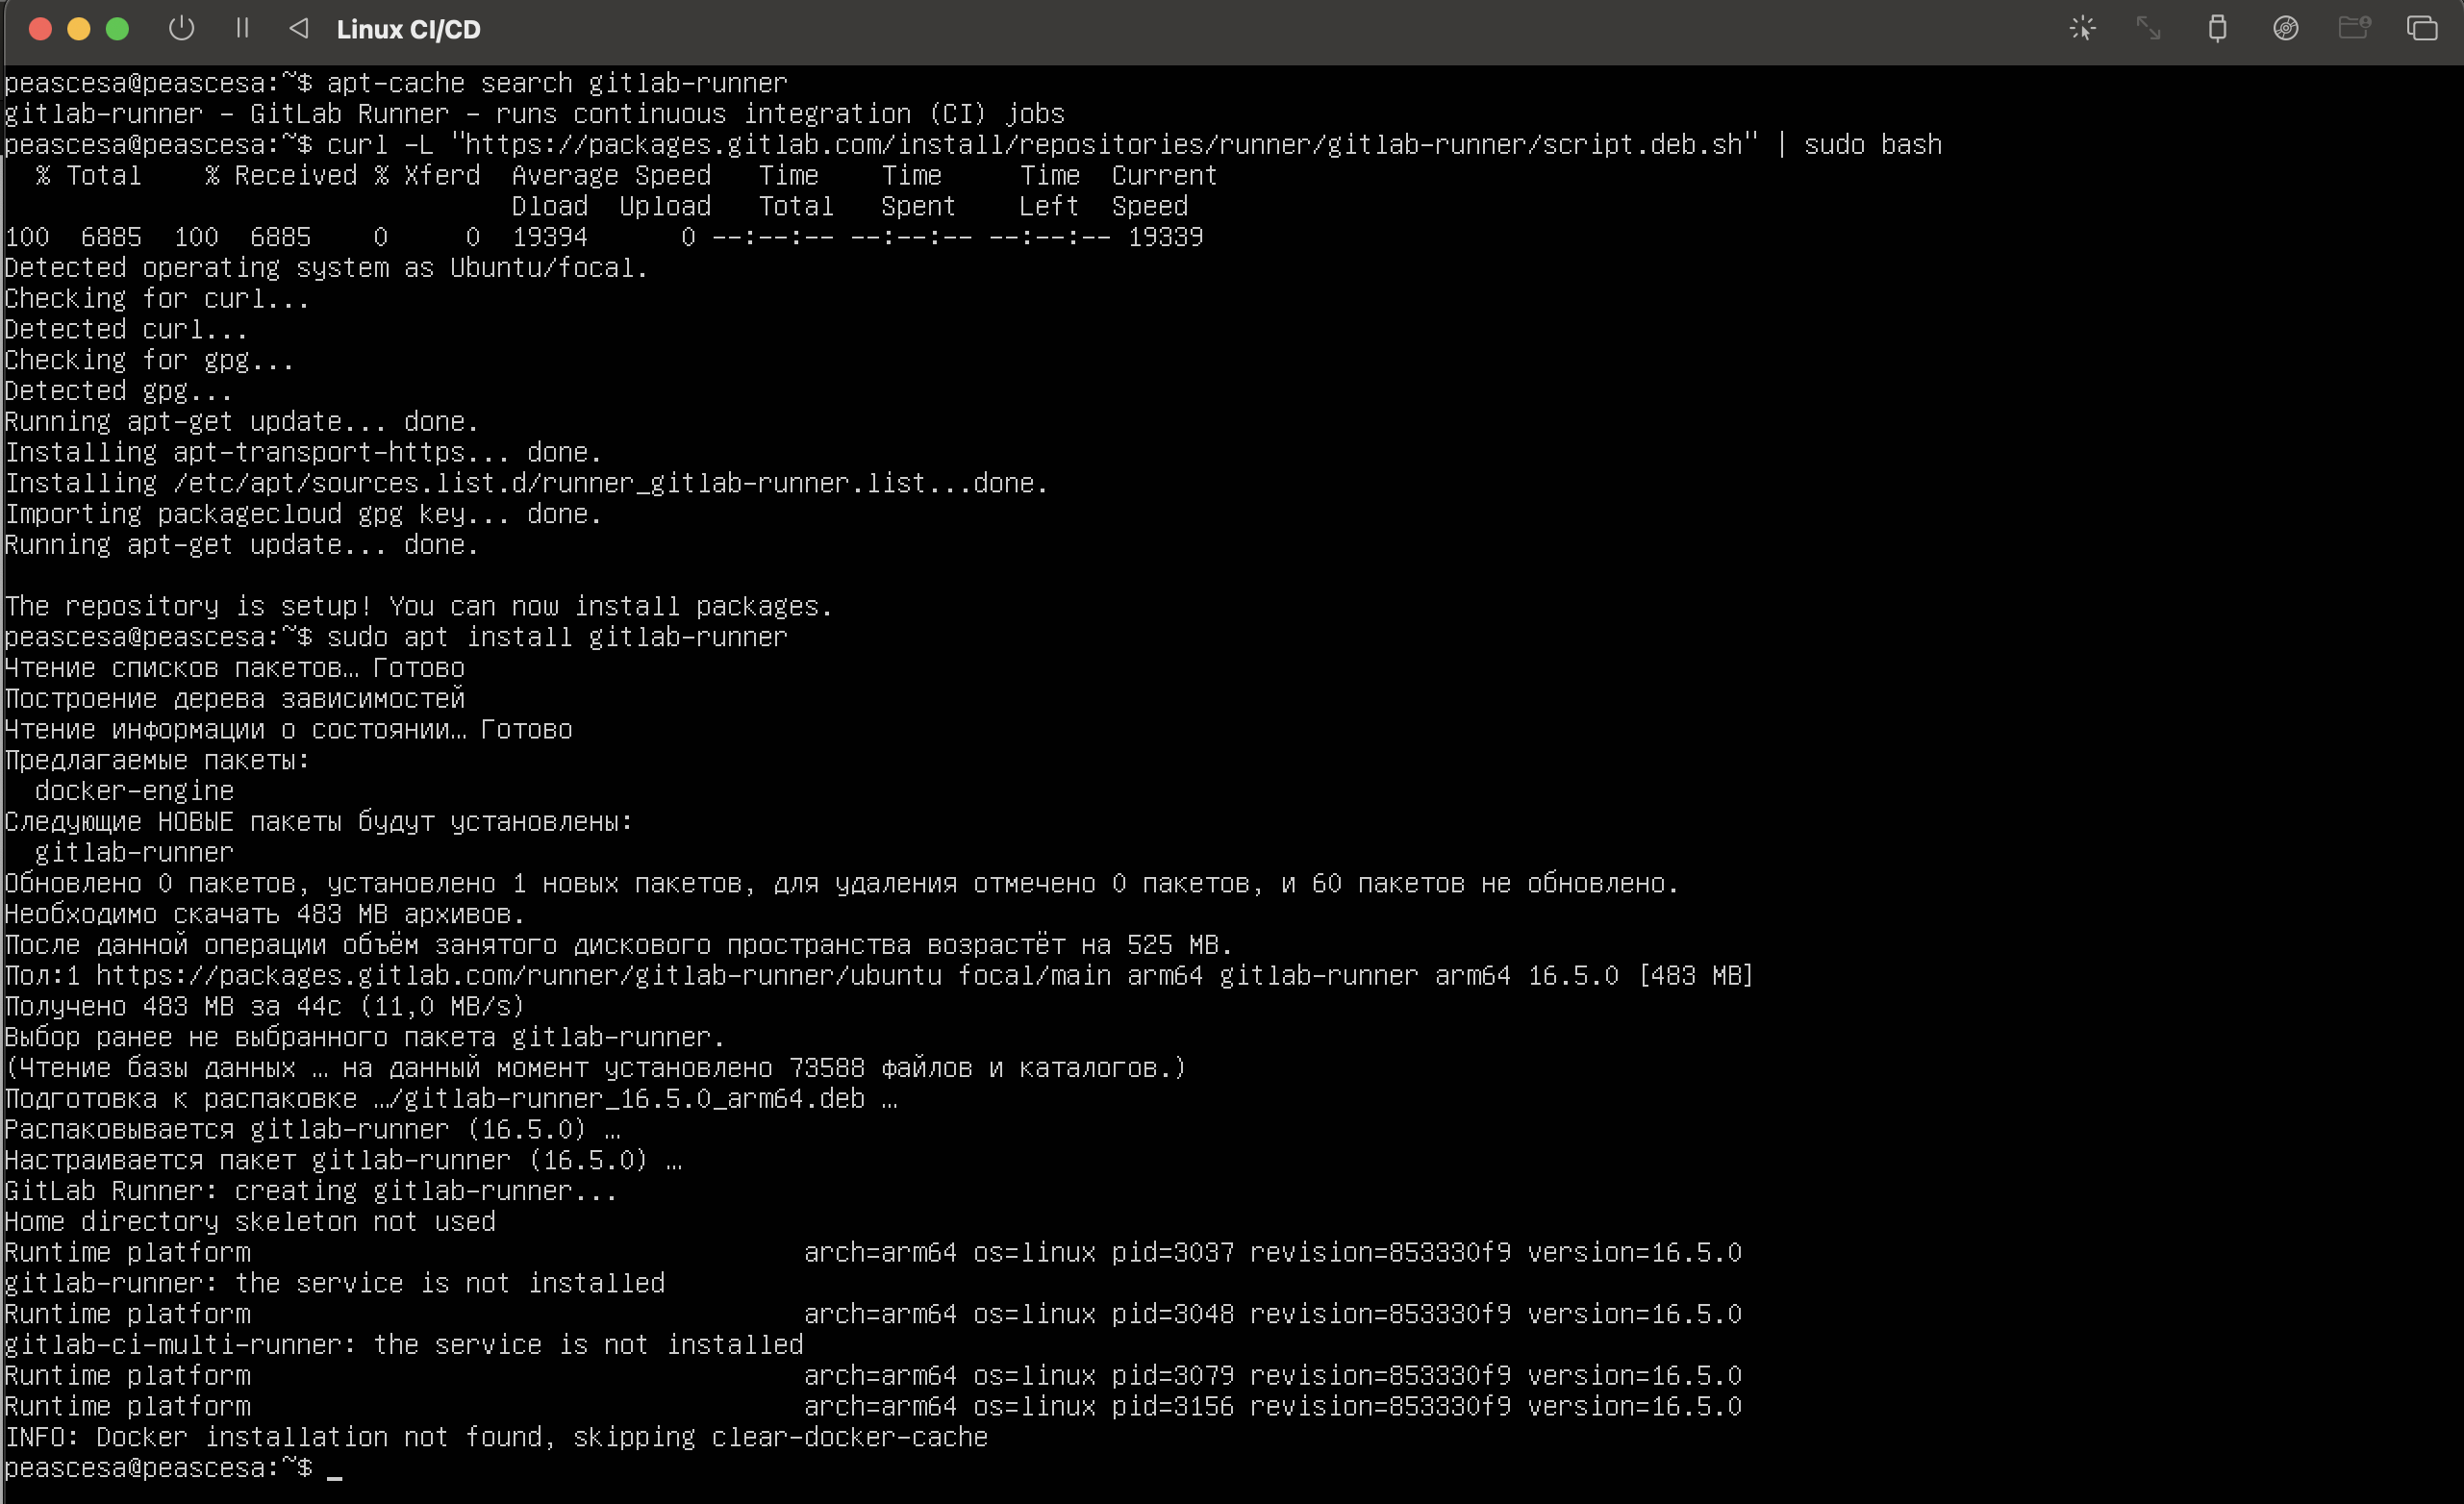 Linux CI/CD
peascesa@peascesa:~$ apt-cache search gitlab-runner
gitlab-runner - GitLab Runner - runs continuous integration (CI) jobs
peascesa@peascesa:~$ curl -L "https://packages.gitlab.com/install/repositories/runner/gitlab-runner/script.deb.sh" | sudo bash
  % Total    % Received % Xferd  Average Speed   Time    Time     Time  Current
                                 Dload  Upload   Total   Spent    Left  Speed
100  6885  100  6885    0     0  19394      0 --:--:-- --:--:-- --:--:-- 19339
Detected operating system as Ubuntu/focal.
Checking for curl...
Detected curl...
Checking for gpg...
Detected gpg...
Running apt-get update... done.
Installing apt-transport-https... done.
Installing /etc/apt/sources.list.d/runner_gitlab-runner.list...done.
Importing packagecloud gpg key... done.
Running apt-get update... done.
The repository is setup! You can now install packages.
peascesa@peascesa:~$ sudo apt install gitlab-runner
Чтение списков пакетов… Готово
Построение дерева зависимостей
Чтение информации о состоянии… Готово
Предлагаемые пакеты:
  docker-engine
Следующие НОВЫЕ пакеты будут установлены:
  gitlab-runner
Обновлено 0 пакетов, установлено 1 новых пакетов, для удаления отмечено 0 пакетов, и 60 пакетов не обновлено.
Необходимо скачать 483 MB архивов.
После данной операции объём занятого дискового пространства возрастёт на 525 MB.
Пол:1 https://packages.gitlab.com/runner/gitlab-runner/ubuntu focal/main arm64 gitlab-runner arm64 16.5.0 [483 MB]
Получено 483 MB за 44с (11,0 MB/s)
Выбор ранее не выбранного пакета gitlab-runner.
(Чтение базы данных … на данный момент установлено 73588 файлов и каталогов.)
Подготовка к распаковке …/gitlab-runner_16.5.0_arm64.deb …
Распаковывается gitlab-runner (16.5.0) …
Настраивается пакет gitlab-runner (16.5.0) …
GitLab Runner: creating gitlab-runner...
Home directory skeleton not used
Runtime platform                                    arch=arm64 os=linux pid=3037 revision=853330f9 version=16.5.0
gitlab-runner: the service is not installed
Runtime platform                                    arch=arm64 os=linux pid=3048 revision=853330f9 version=16.5.0
gitlab-ci-multi-runner: the service is not installed
Runtime platform                                    arch=arm64 os=linux pid=3079 revision=853330f9 version=16.5.0
Runtime platform                                    arch=arm64 os=linux pid=3156 revision=853330f9 version=16.5.0
INFO: Docker installation not found, skipping clear-docker-cache
peascesa@peascesa:~$ _